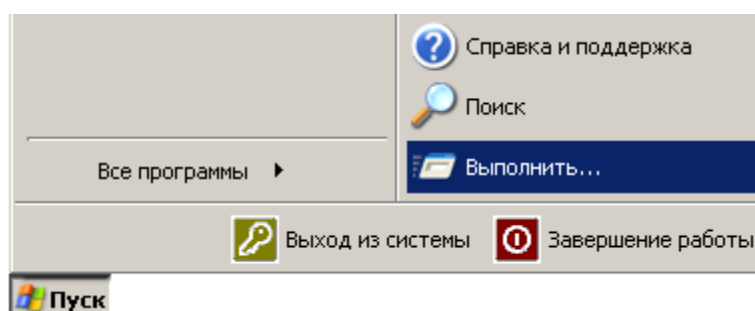 Справка и поддержка
Поиск
Все программы
Выполнить...
Выход из системы
Завершение работы
Пуск